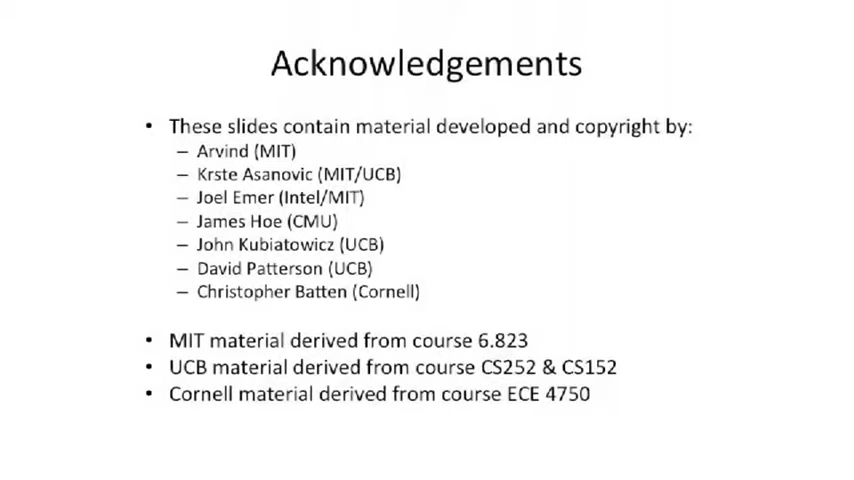 Acknowledgements
• These slides contain material developed and copyright by:
– Arvind (MIT)
– Krste Asanovic (MIT/UCB)
– Joel Emer (Intel/MIT)
– James Hoe (CMU)
– John Kubiatowicz (UCB)
– David Patterson (UCB)
– Christopher Batten (Cornell)
• MIT material derived from course 6.823
• UCB material derived from course CS252 & CS152
• Cornell material derived from course ECE 4750